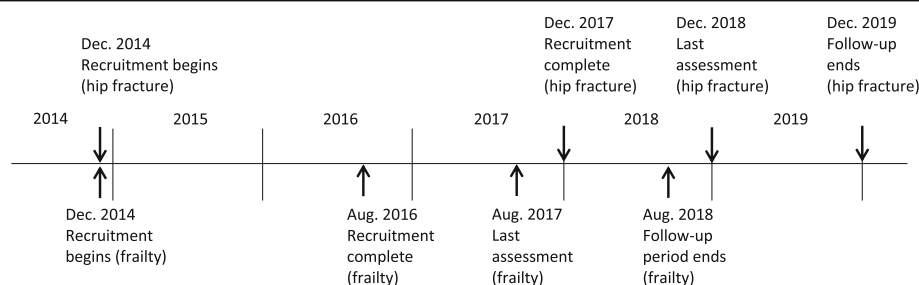 Dec. 2014
Recruitment begins
(hip fracture)
Dec. 2017
Recruitment
complete
(hip fracture)
Dec. 2018
Last
assessment
(hip fracture)
Dec. 2019
Follow-up
ends
(hip fracture)
2014
2015
2016
2017
2018
2019
Dec. 2014
Recruitment
begins (frailty)
Aug. 2016
Recruitment
complete
(frailty)
Aug. 2017
Last
assessment
(frailty)
Aug. 2018
Follow-up
period ends
(frailty)